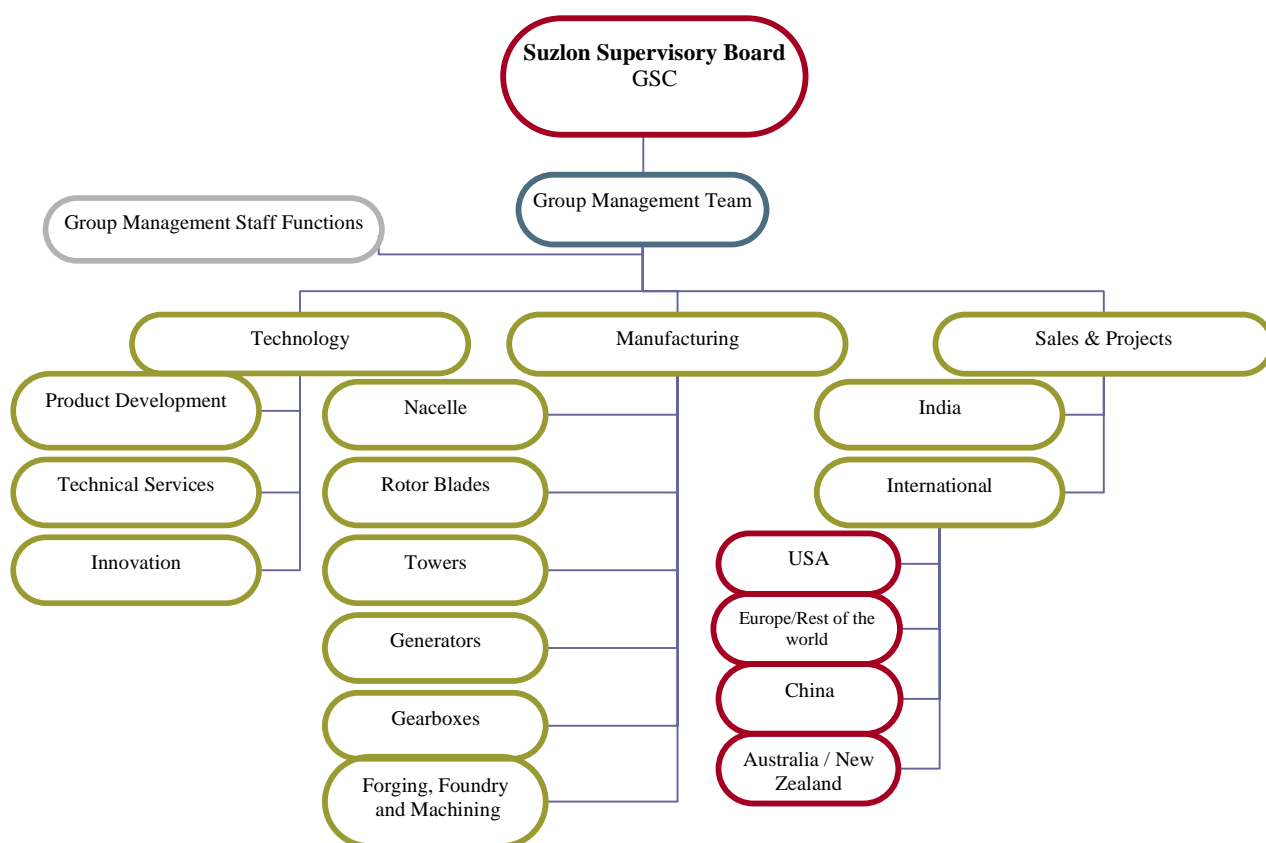 Suzlon Supervisory Board
GSC
Group Management Team
Group Management Staff Functions
Technology
Manufacturing
Sales & Projects
Product Development
Nacelle
India
Technical Services
Rotor Blades
International
Innovation
Towers
USA
Europe/Rest of the
world
Generators
China
Gearboxes
Australia / New
Zealand
Forging, Foundry
and Machining